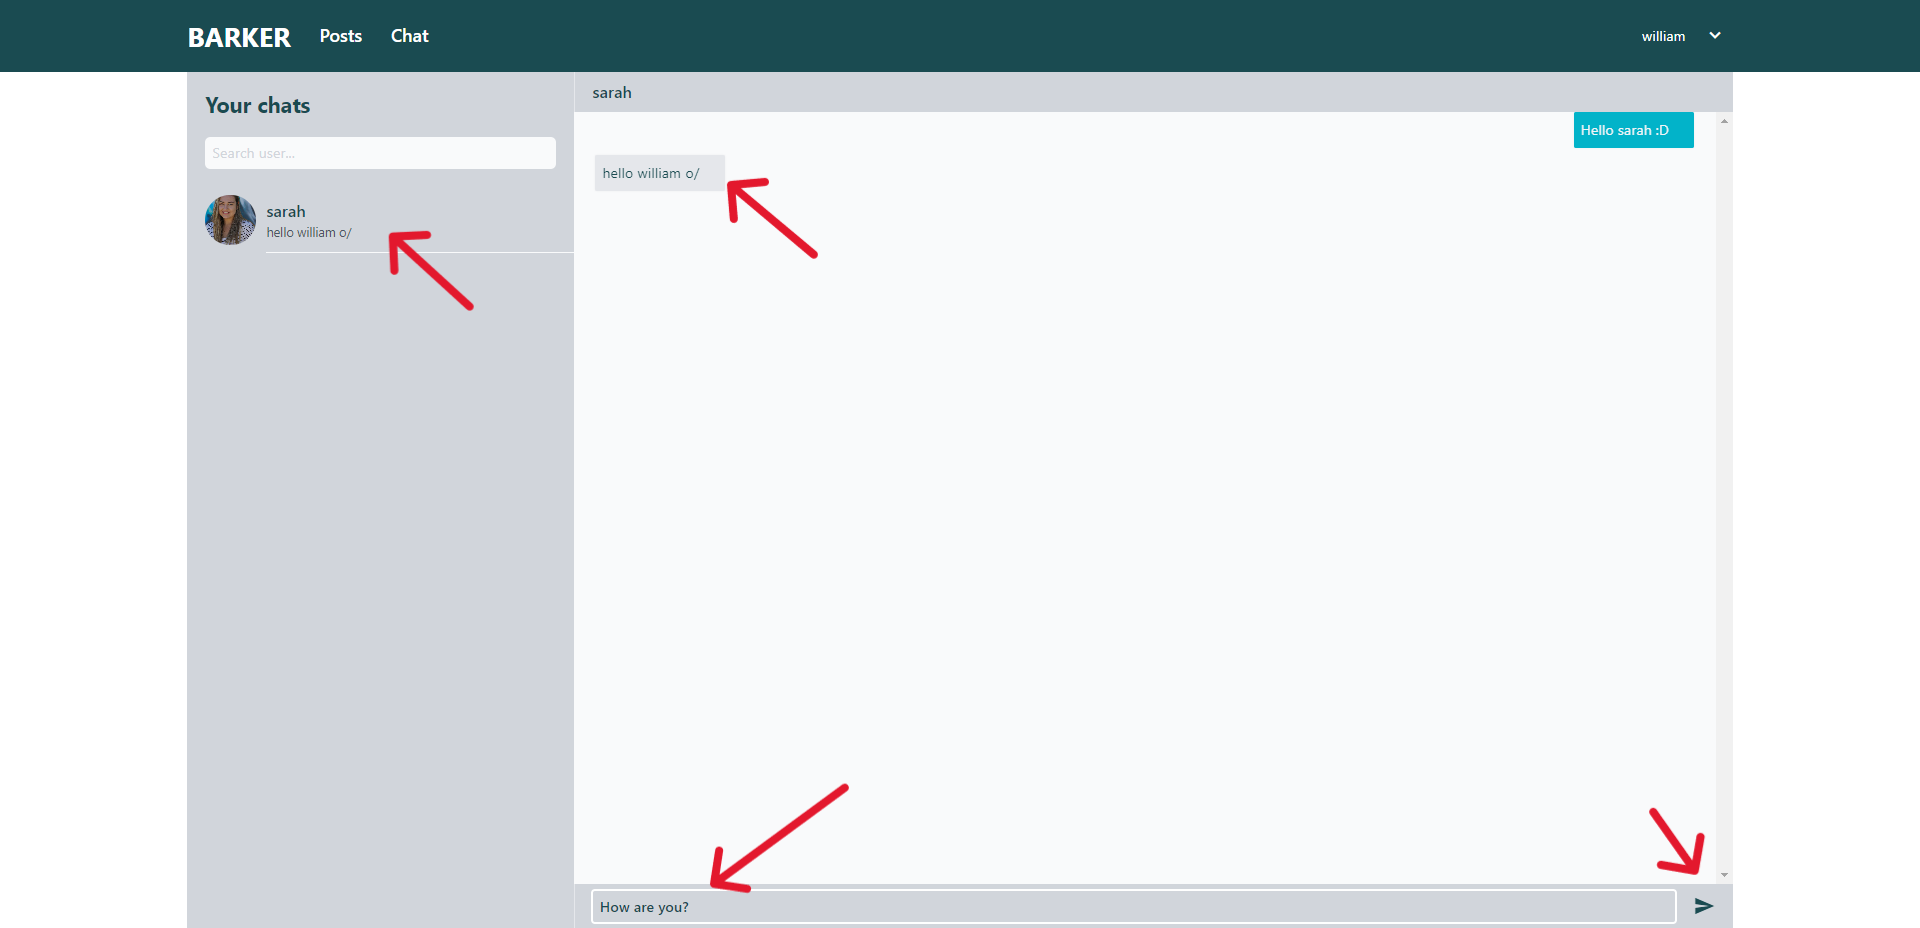 BARKER Posts Chat william
Your chats
Search user...
sarah
hello william o/
sarah
Hello sarah :D
hello william o/
How are you?